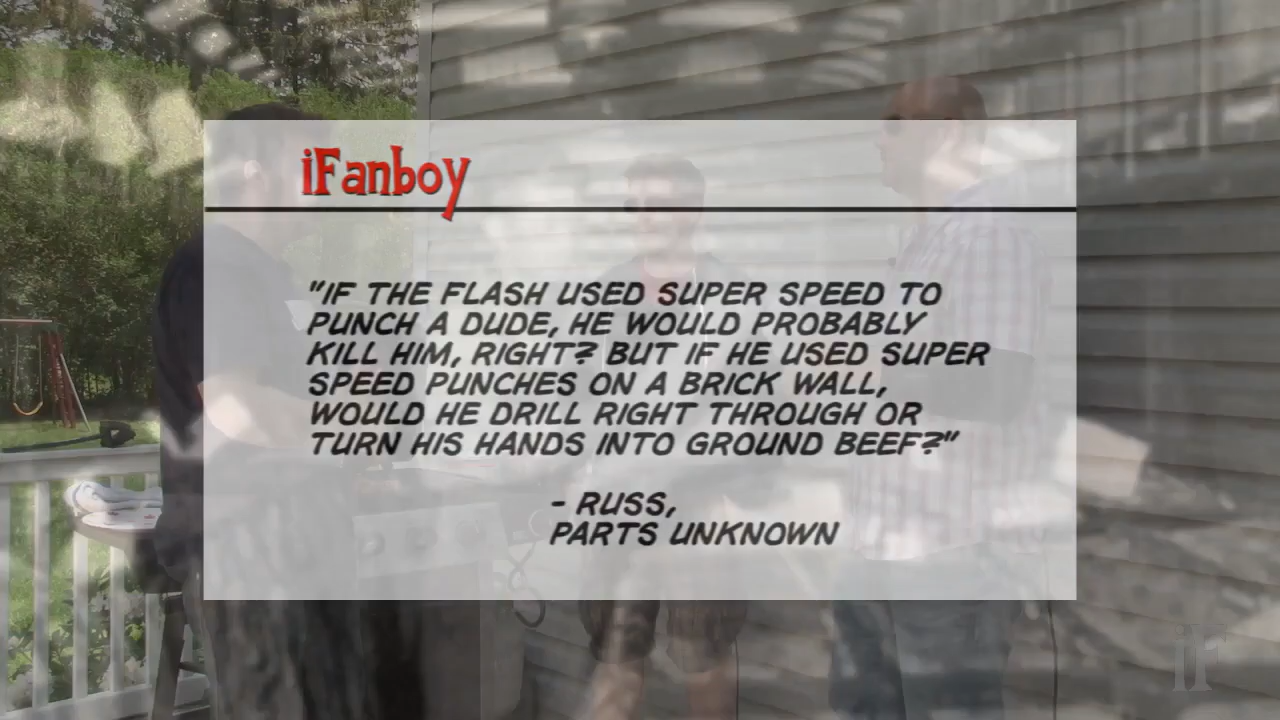 iFanboy
"IF THE FLASH USED SUPER SPEED TO
PUNCH A DUDE, HE WOULD PROBABLY
KILL HIM, RIGHT? BUT IF HE USED SUPER
SPEED PUNCHES ON A BRICK WALL,
WOULD HE DRILL RIGHT THROUGH OR
TURN HIS HANDS INTO GROUND BEEF?"
- RUSS,
PARTS UNKNOWN
iF